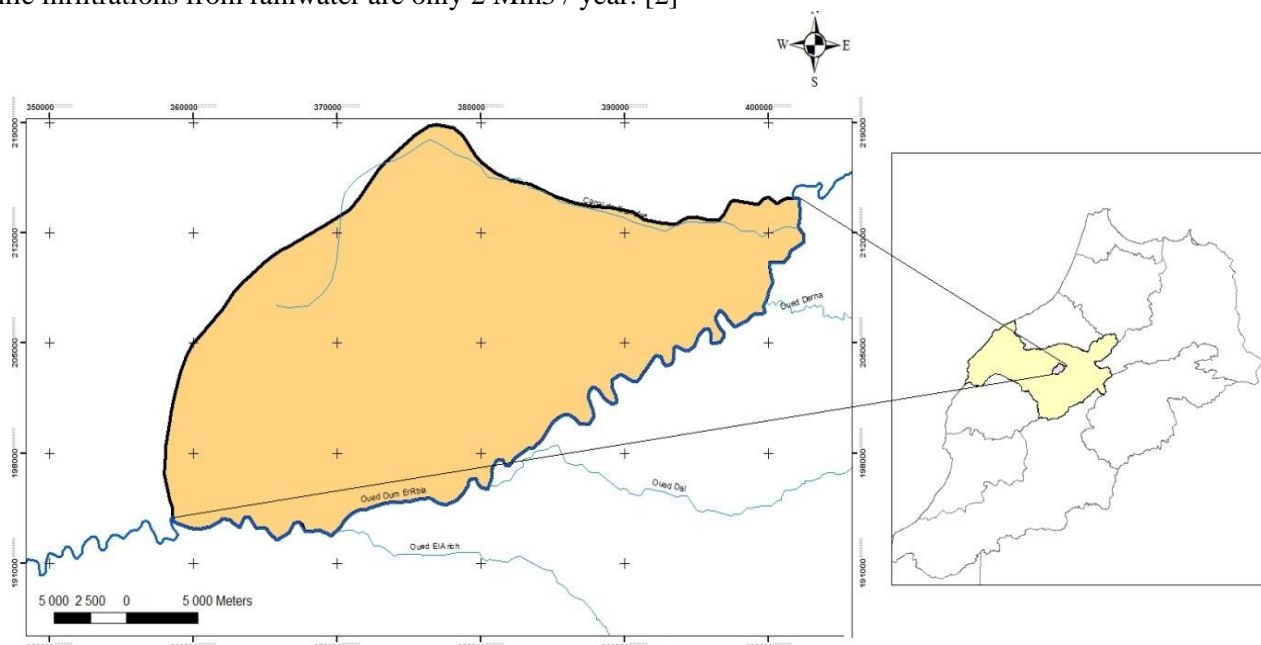 the infiltrations from rainwater are only 2 Mm3 / year. [2]
N
W E
S
350000 360000 370000 380000 390000 400000
219000 219000
212000 212000
205000 205000
Oued Derna
198000 198000
Oued Oum ErRbia
Oued Dai
Oued ElArich
191000 191000
5 000 2 500 0 5 000 Meters